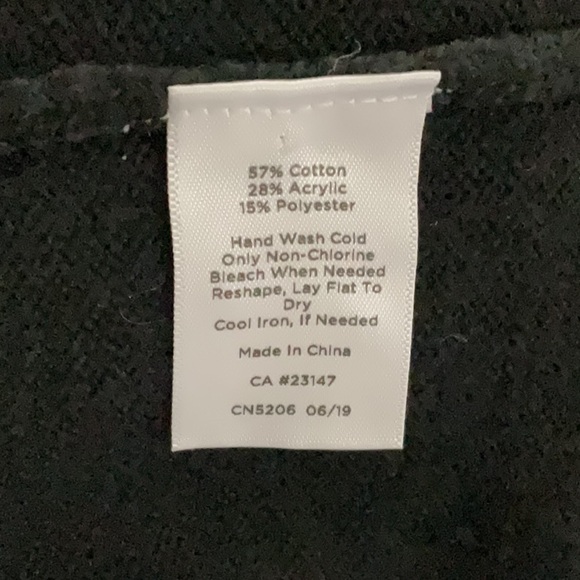 57% Cotton
28% Acrylic
15% Polyester
Hand Wash Cold
Only Non-Chlorine
Bleach When Needed
Reshape, Lay Flat To
Dry
Cool Iron, If Needed
Made In China
CA #23147
CN5206 06/19